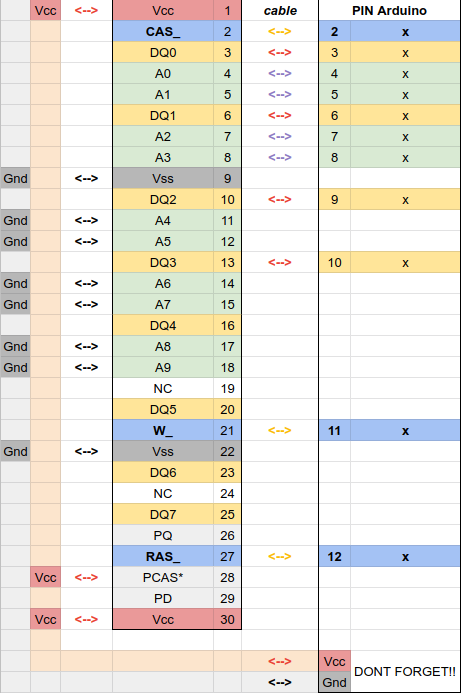 Vcc <--> Vcc 1 cable PIN Arduino
CAS_ 2 <--> 2 x
DQ0 3 <--> 3 x
A0 4 <--> 4 x
A1 5 <--> 5 x
DQ1 6 <--> 6 x
A2 7 <--> 7 x
A3 8 <--> 8 x
Gnd <--> Vss 9
DQ2 10 <--> 9 x
Gnd <--> A4 11
Gnd <--> A5 12
DQ3 13 <--> 10 x
Gnd <--> A6 14
Gnd <--> A7 15
DQ4 16
Gnd <--> A8 17
Gnd <--> A9 18
NC 19
DQ5 20
W_ 21 <--> 11 x
Gnd <--> Vss 22
DQ6 23
NC 24
DQ7 25
PQ 26
RAS_ 27 <--> 12 x
Vcc <--> PCAS* 28
PD 29
Vcc <--> Vcc 30
<--> Vcc
DONT FORGET!!
<--> Gnd